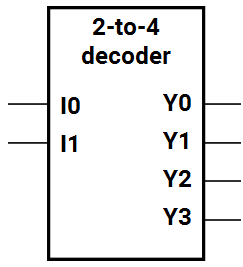 2-to-4
decoder
I0 Y0
I1 Y1
Y2
Y3